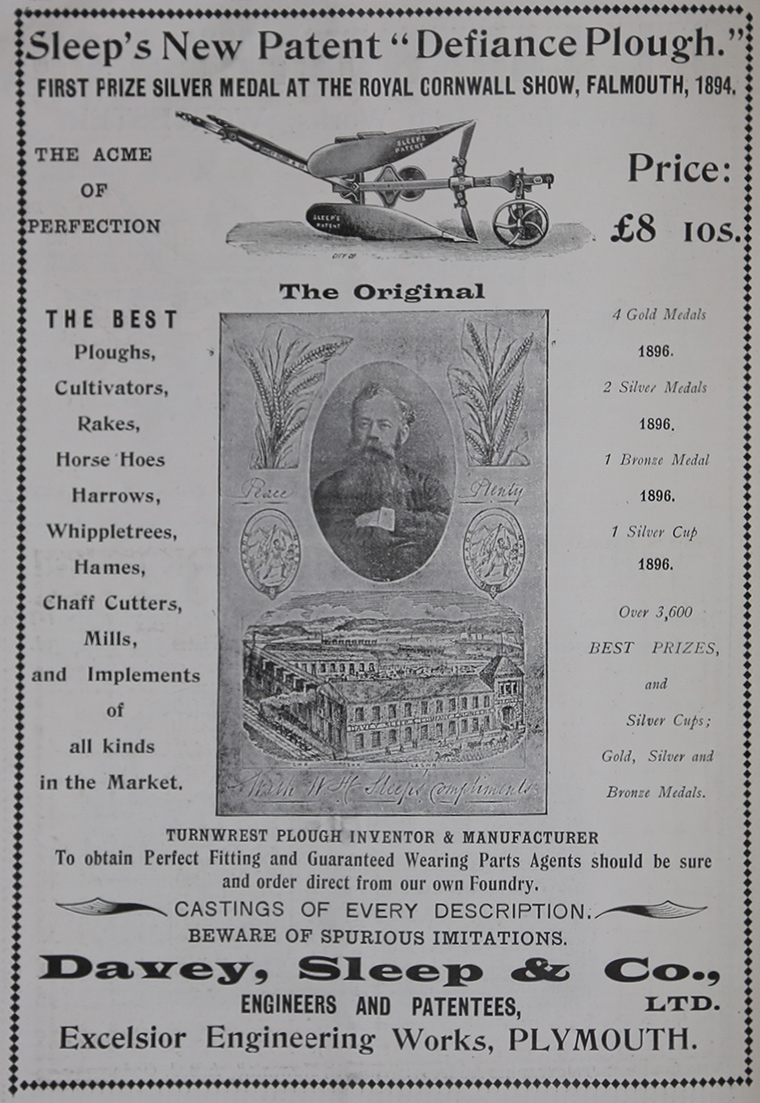 Sleep's New Patent "Defiance Plough."
FIRST PRIZE SILVER MEDAL AT THE ROYAL CORNWALL SHOW, FALMOUTH, 1894.
THE ACME
OF
PERFECTION
SLEEP'S
PATENT
SLEEP'S
PATENT
Price:
£8 10s.
The Original
THE BEST
Ploughs,
Cultivators,
Rakes,
Horse Hoes
Harrows,
Whippletrees,
Hames,
Chaff Cutters,
Mills,
and Implements
of
all kinds
in the Market.
Peace
Plenty
With W H Sleep's Compliments
4 Gold Medals
1896.
2 Silver Medals
1896.
1 Bronze Medal
1896.
1 Silver Cup
1896.
Over 3,600
BEST PRIZES,
and
Silver Cups;
Gold, Silver and
Bronze Medals.
TURNWREST PLOUGH INVENTOR & MANUFACTURER
To obtain Perfect Fitting and Guaranteed Wearing Parts Agents should be sure
and order direct from our own Foundry.
CASTINGS OF EVERY DESCRIPTION.
BEWARE OF SPURIOUS IMITATIONS.
Davey, Sleep & Co.,
ENGINEERS AND PATENTEES, LTD.
Excelsior Engineering Works, PLYMOUTH.